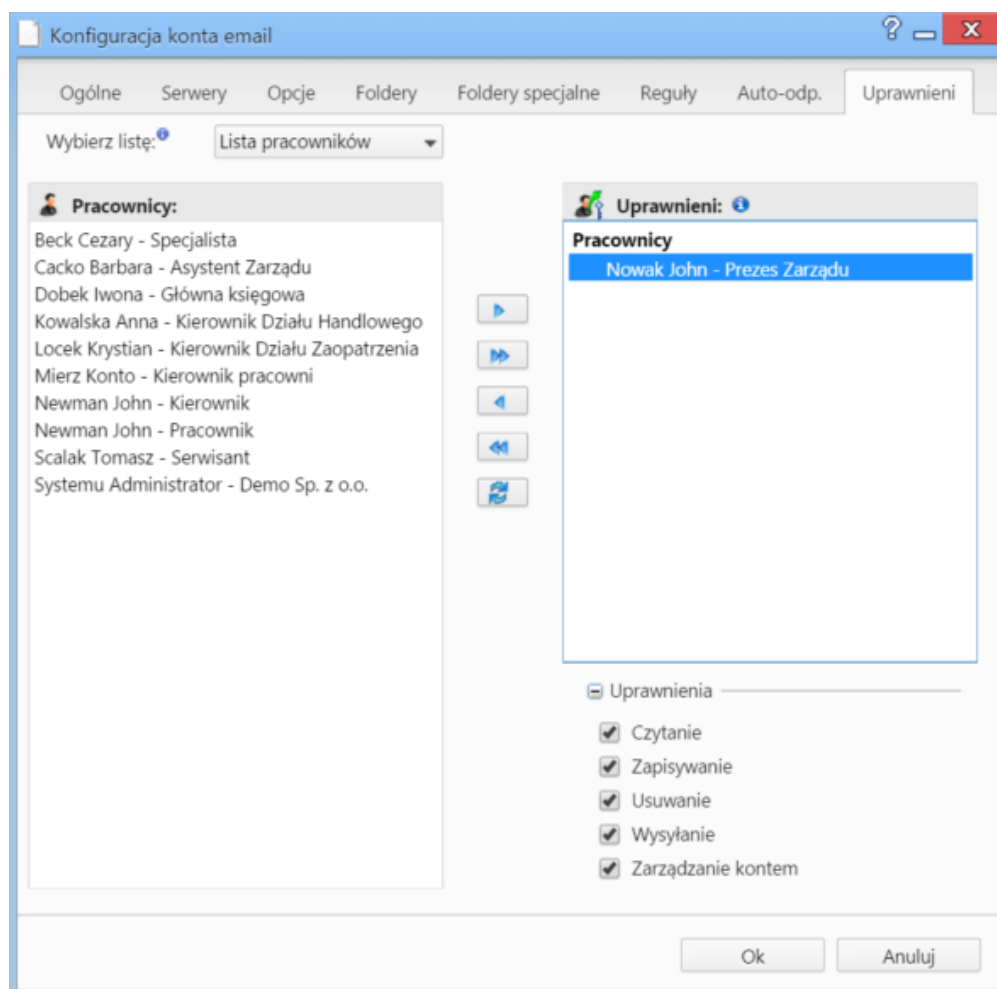 Konfiguracja konta email
Ogólne Serwery Opcje Foldery Foldery specjalne Reguły Auto-odp. Uprawnieni
Wybierz listę: Lista pracowników
Pracownicy:
Beck Cezary - Specjalista
Cacko Barbara - Asystent Zarządu
Dobek Iwona - Główna księgowa
Kowalska Anna - Kierownik Działu Handlowego
Locek Krystian - Kierownik Działu Zaopatrzenia
Mierz Konto - Kierownik pracowni
Newman John - Kierownik
Newman John - Pracownik
Scalak Tomasz - Serwisant
Systemu Administrator - Demo Sp. z o.o.
Uprawnieni:
Pracownicy
Nowak John - Prezes Zarządu
Uprawnienia
Czytanie
Zapisywanie
Usuwanie
Wysyłanie
Zarządzanie kontem
Ok Anuluj